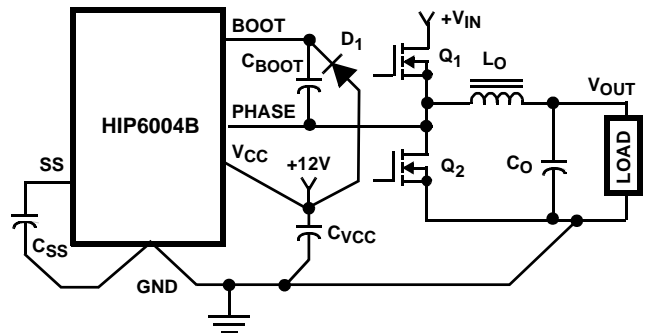 BOOT
D1
+VIN
CBOOT
Q1
LO
VOUT
HIP6004B
PHASE
VCC
SS
+12V
Q2
CO
LOAD
CSS
CVCC
GND